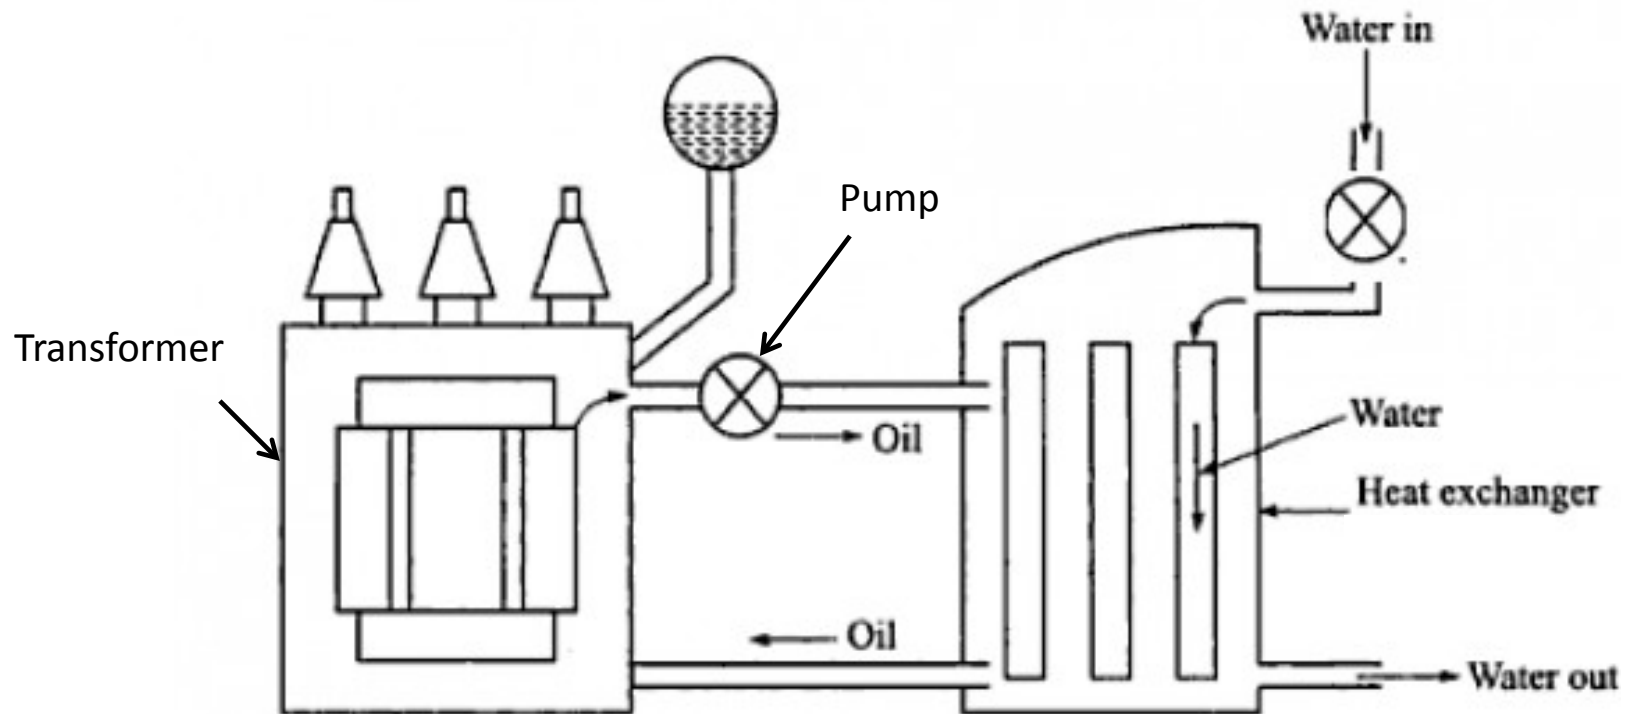 Water in
Pump
Transformer
Oil
Water
Heat exchanger
Oil
Water out